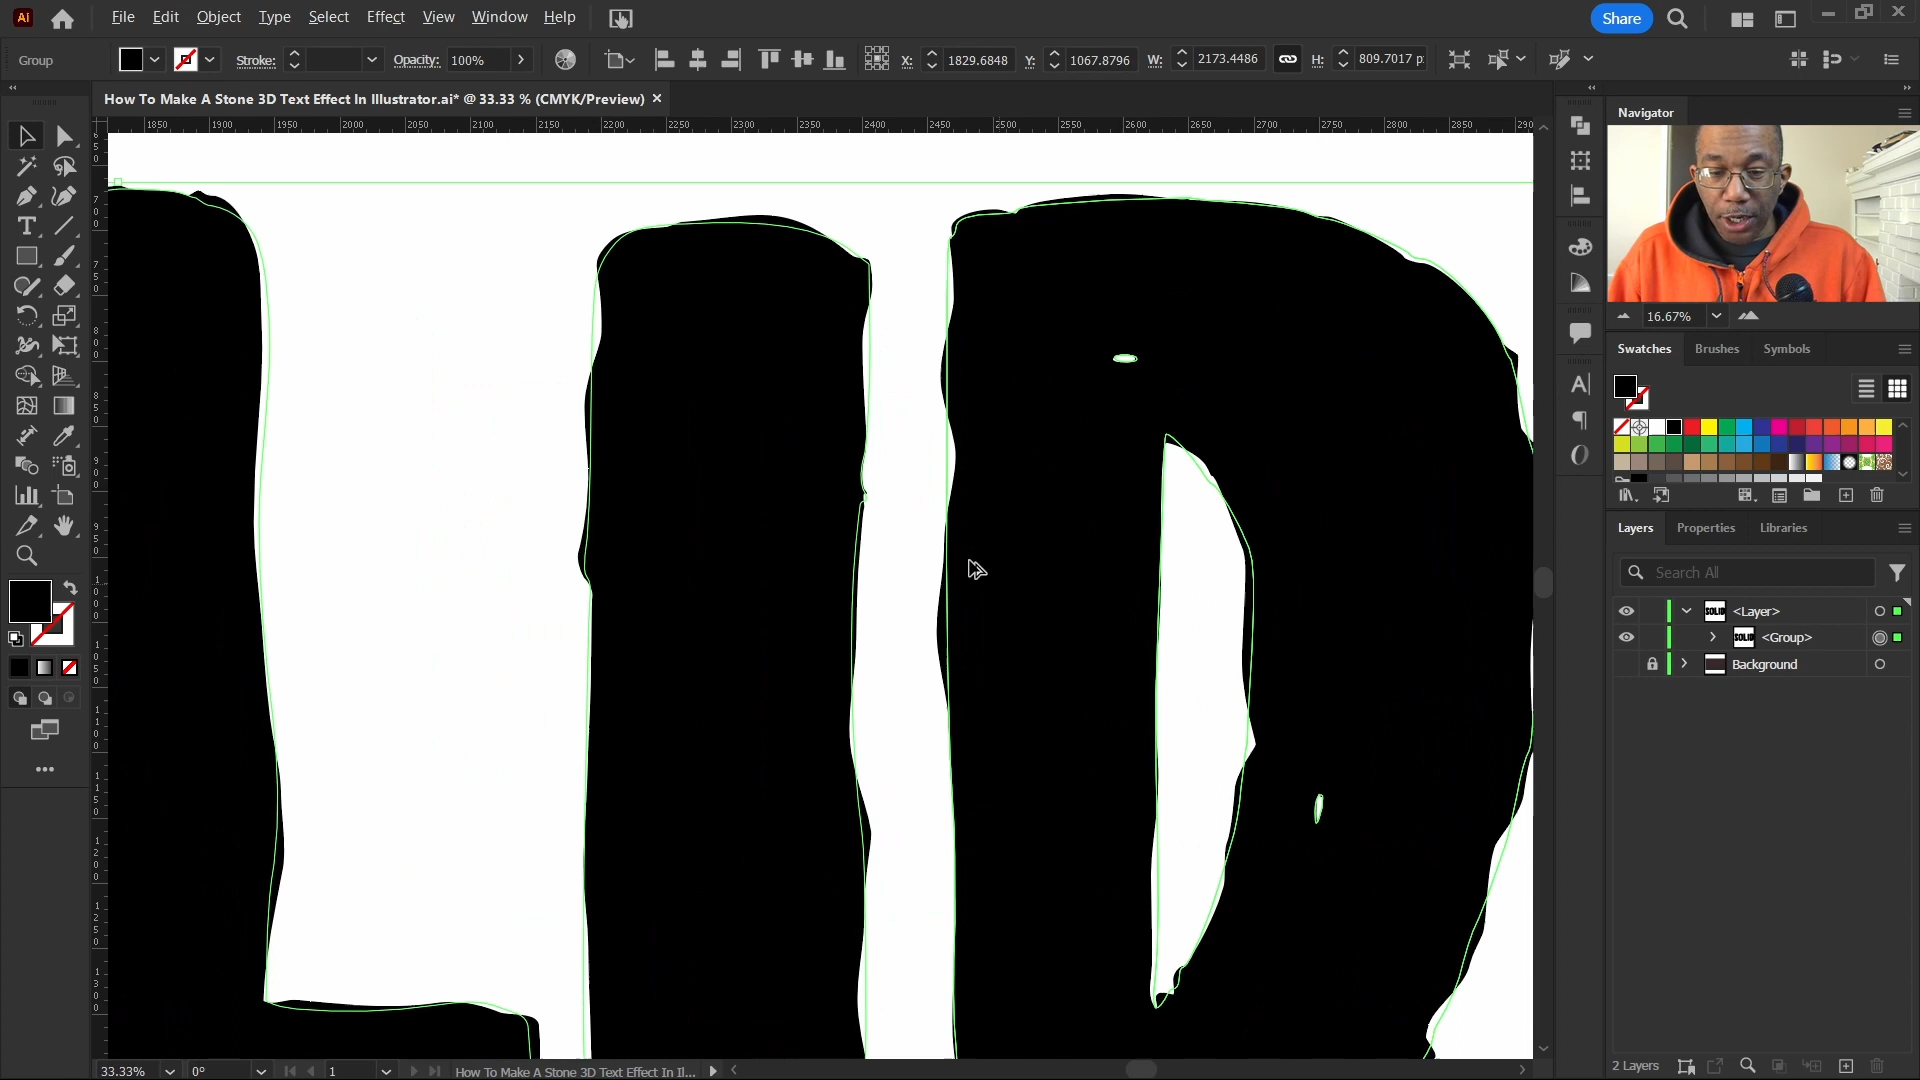 Ai File Edit Object Type Select Effect View Window Help Share
Group Stroke: Opacity: 100% X: 1829.6848 Y: 1067.8796 W: 2173.4486 H: 809.7017 p
How To Make A Stone 3D Text Effect In Illustrator.ai* @ 33.33 % (CMYK/Preview)
1850 1900 1950 2000 2050 2100 2150 2200 2250 2300 2350 2400 2450 2500 2550 2600 2650 2700 2750 2800 2850 290
Navigator
16.67%
Swatches Brushes Symbols
Layers Properties Libraries
Search All
<Layer>
<Group>
Background
2 Layers
33.33% 0° 1 How To Make A Stone 3D Text Effect In Il...